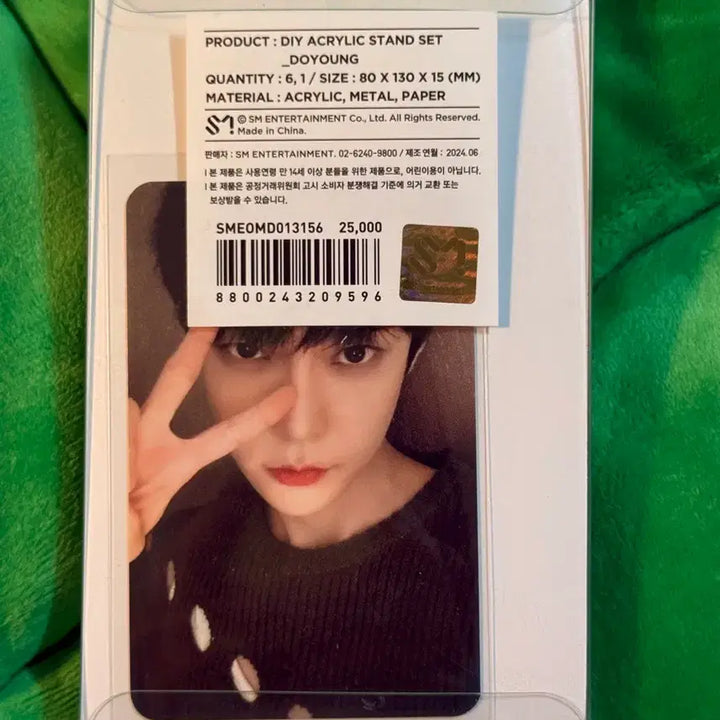 PRODUCT : DIY ACRYLIC STAND SET
_DOYOUNG
QUANTITY : 6, 1 / SIZE : 80 X 130 X 15 (MM)
MATERIAL : ACRYLIC, METAL, PAPER
SM © SM ENTERTAINMENT Co., Ltd. All Rights Reserved.
Made in China.
판매자 : SM ENTERTAINMENT. 02-6240-9800 / 제조 연월 : 2024.06
l 본 제품은 사용연령 만 14세 이상 분들을 위한 제품으로, 어린이용이 아닙니다.
l 본 제품은 공정거래위원회 고시 소비자 분쟁해결 기준에 의거 교환 또는
보상받을 수 있습니다.
SMEOMD013156 25,000
SM
8800243209596